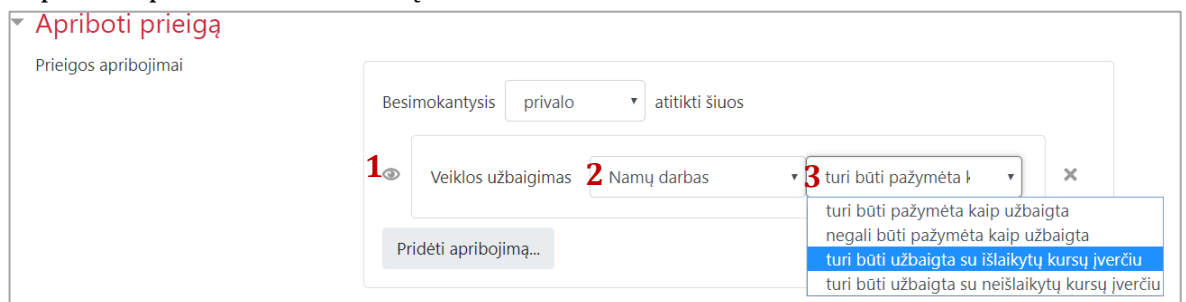 Apriboti prieigą
Prieigos apribojimai
Besimokantysis privalo atitikti šiuos
1 Veiklos užbaigimas 2 Namų darbas 3 turi būti pažymėta k
turi būti pažymėta kaip užbaigta
negali būti pažymėta kaip užbaigta
Pridėti apribojimą...
turi būti užbaigta su išlaikytų kursų įverčiu
turi būti užbaigta su neišlaikytų kursų įverčiu